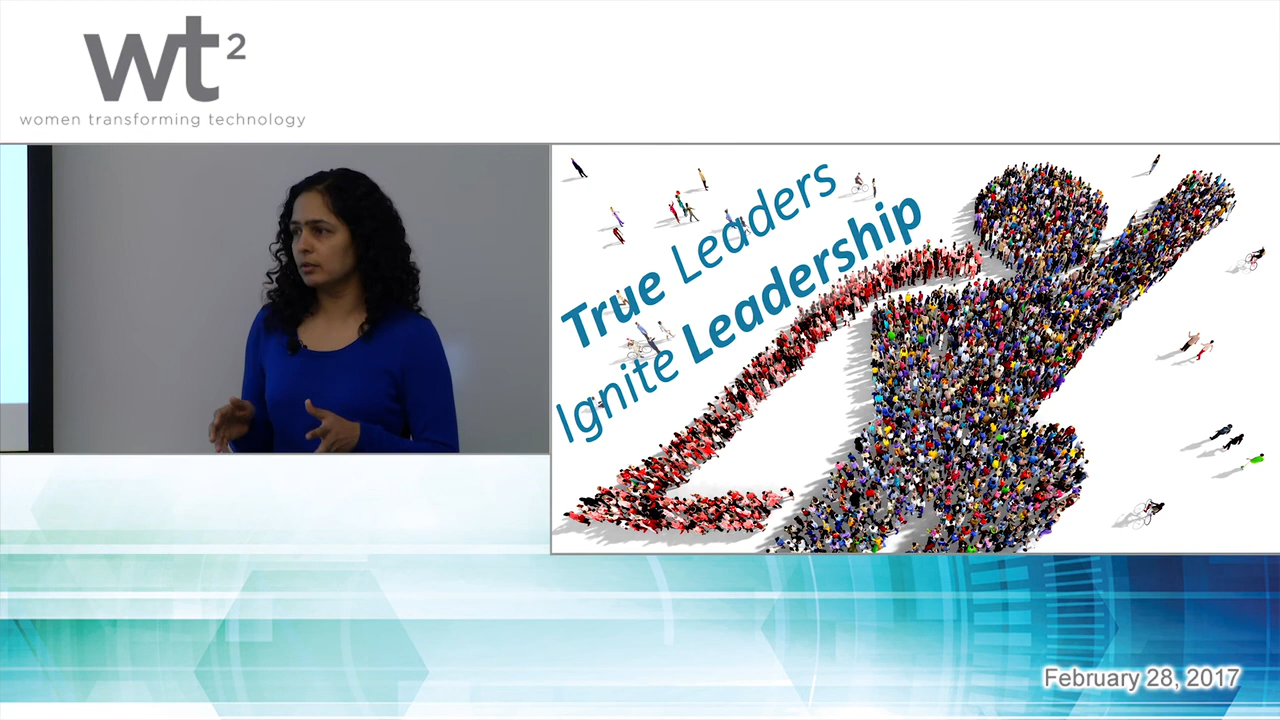 wt²
women transforming technology
True Leaders
Ignite Leadership
February 28, 2017